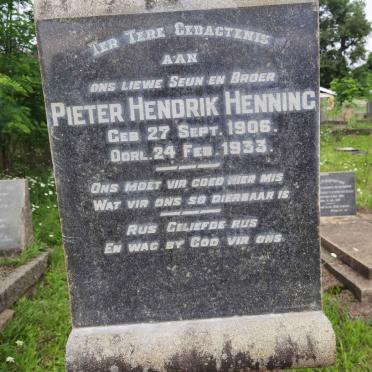 TER TERE GEDACTENIS
AAN
ONS LIEWE SEUN EN BROER
PIETER HENDRIK HENNING
GEB 27 SEPT. 1906.
OORL. 24 FEB. 1933.
ONS MOET VIR GOED HIER MIS
WAT VIR ONS SO DIERBAAR IS
RUS GELIEFDE RUS
EN WAG BY GOD VIR ONS